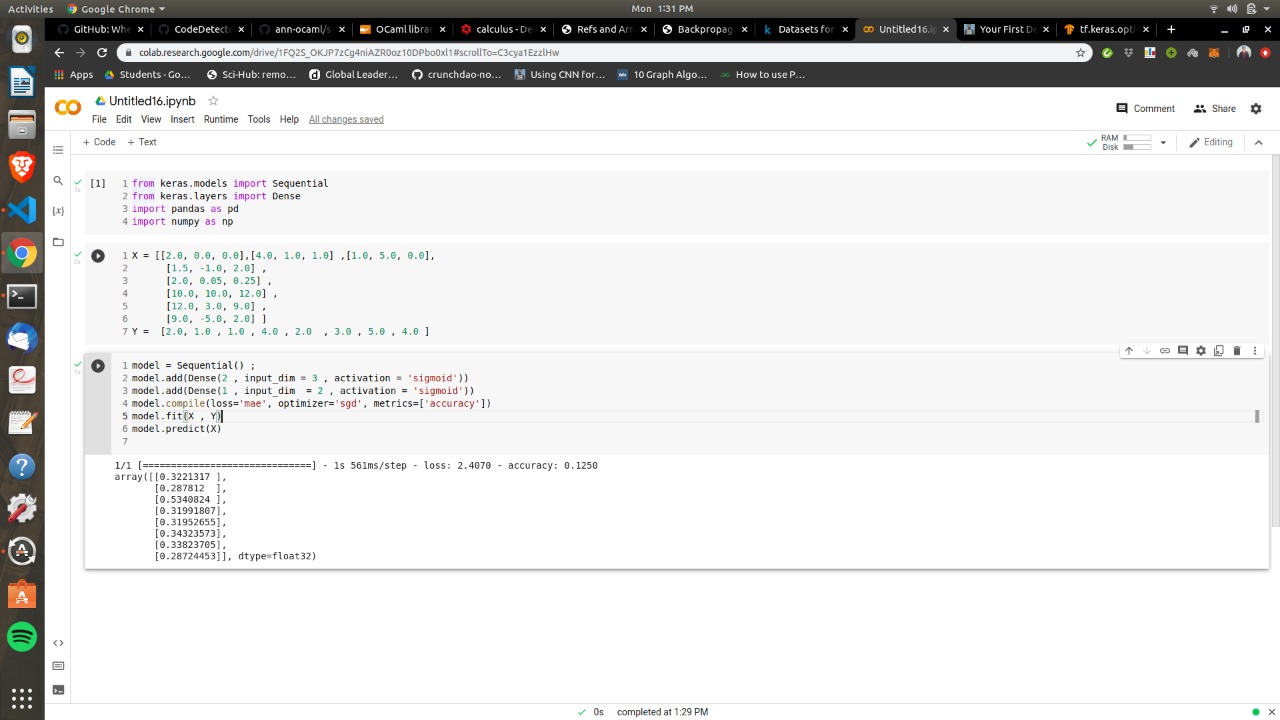 Activities Google Chrome Mon 1:31 PM
GitHub: Whe CodeDetect ann-ocaml/s OCaml librar calculus - De Refs and Arr Backpropag Datasets for Untitled16.ip Your First De tf.keras.opti
colab.research.google.com/drive/1FQ2S_OKJP7zCg4niAZR0oz10DPbo0xl1#scrollTo=C3cya1EzzlHw
Apps Students - Go... Sci-Hub: remo... Global Leader... crunchdao-no... Using CNN for... 10 Graph Algo... How to use P...
Untitled16.ipynb
File Edit View Insert Runtime Tools Help All changes saved
Comment Share
+ Code + Text
RAM
Disk
Editing
[1] 1 from keras.models import Sequential
2 from keras.layers import Dense
3 import pandas as pd
4 import numpy as np
1 X = [[2.0, 0.0, 0.0],[4.0, 1.0, 1.0] ,[1.0, 5.0, 0.0],
2 [1.5, -1.0, 2.0] ,
3 [2.0, 0.05, 0.25] ,
4 [10.0, 10.0, 12.0] ,
5 [12.0, 3.0, 9.0] ,
6 [9.0, -5.0, 2.0] ]
7 Y = [2.0, 1.0 , 1.0 , 4.0 , 2.0 , 3.0 , 5.0 , 4.0 ]
1 model = Sequential() ;
2 model.add(Dense(2 , input_dim = 3 , activation = 'sigmoid'))
3 model.add(Dense(1 , input_dim = 2 , activation = 'sigmoid'))
4 model.compile(loss='mae', optimizer='sgd', metrics=['accuracy'])
5 model.fit(X , Y)
6 model.predict(X)
7
1/1 [==============================] - 1s 561ms/step - loss: 2.4070 - accuracy: 0.1250
array([[0.3221317 ],
[0.287812 ],
[0.5340824 ],
[0.31991807],
[0.31952655],
[0.34323573],
[0.33823705],
[0.28724453]], dtype=float32)
0s completed at 1:29 PM